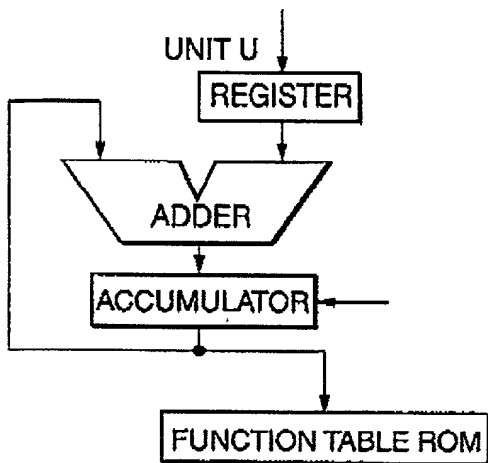 UNIT U
REGISTER
ADDER
ACCUMULATOR
FUNCTION TABLE ROM